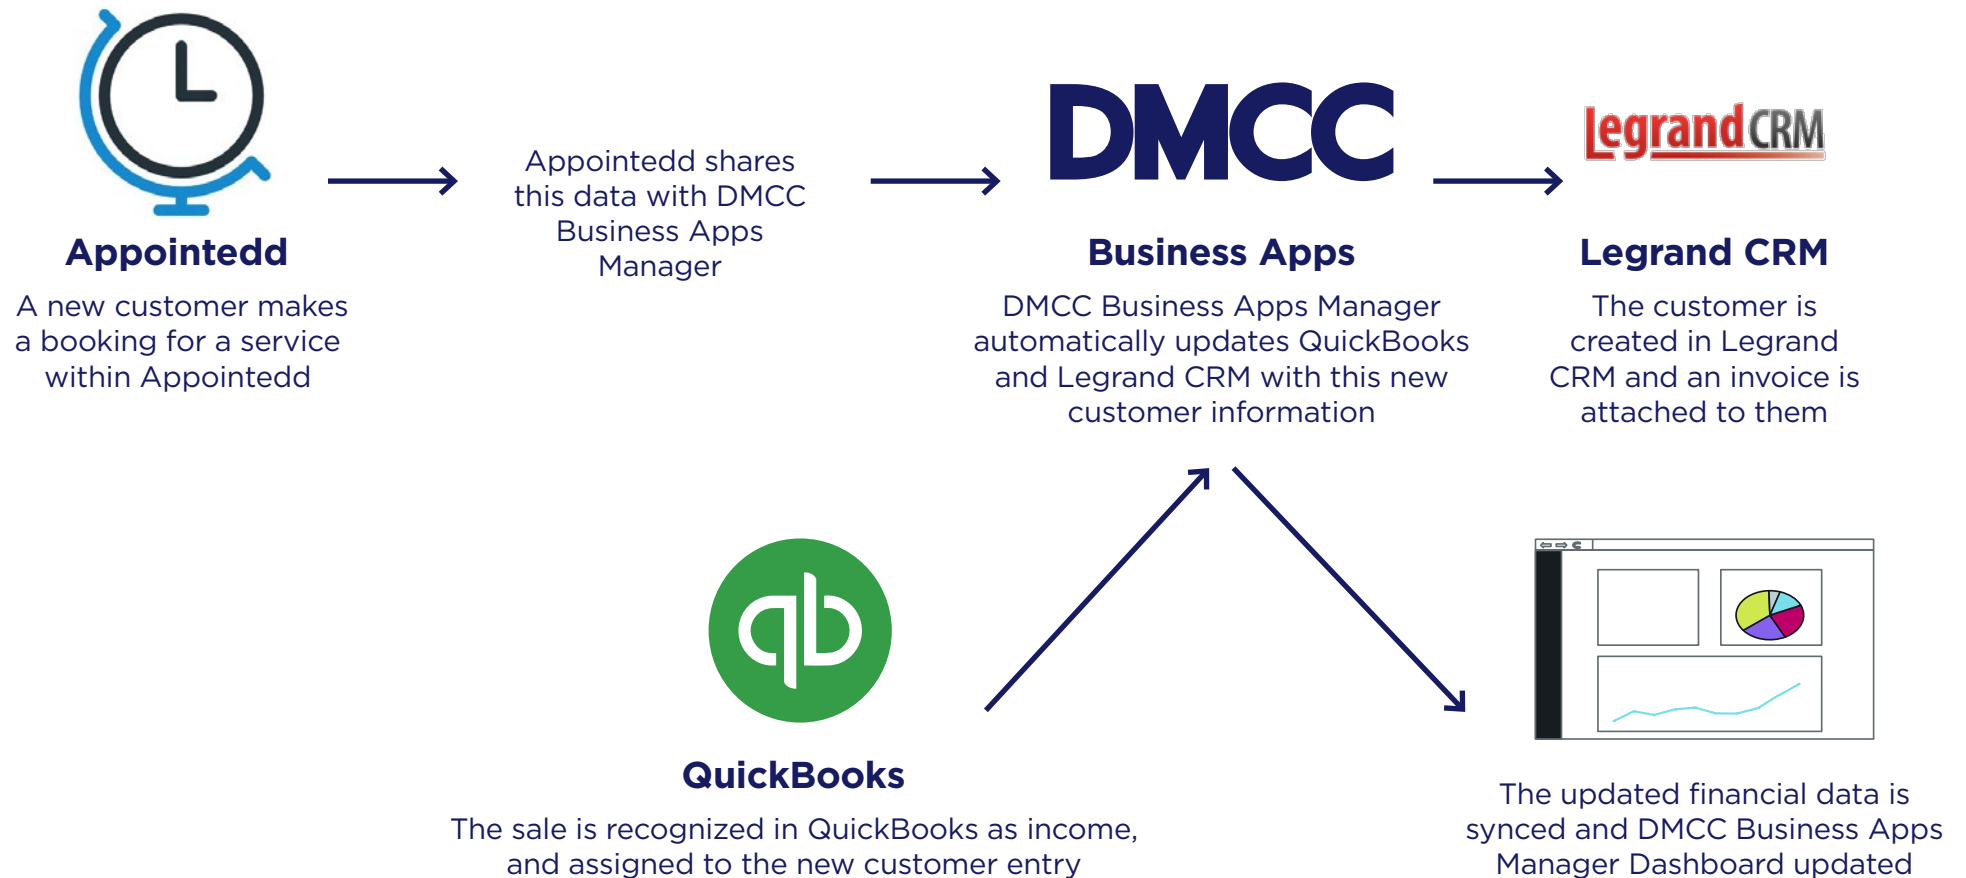 Appointedd
A new customer makes
a booking for a service
within Appointedd
Appointedd shares
this data with DMCC
Business Apps
Manager
DMCC
Business Apps
DMCC Business Apps Manager
automatically updates QuickBooks
and Legrand CRM with this new
customer information
Legrand CRM
Legrand CRM
The customer is
created in Legrand
CRM and an invoice is
attached to them
qb
QuickBooks
The sale is recognized in QuickBooks as income,
and assigned to the new customer entry
The updated financial data is
synced and DMCC Business Apps
Manager Dashboard updated